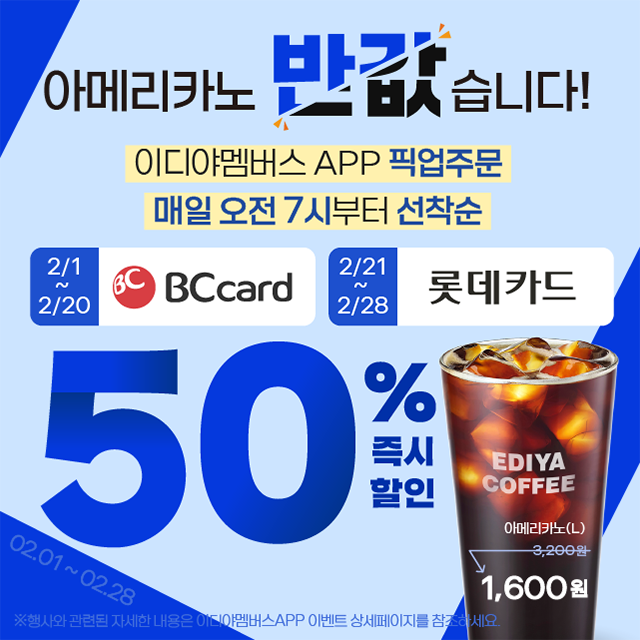 아메리카노 반값 습니다!
이디야멤버스 APP 픽업주문
매일 오전 7시부터 선착순
2/1
~
2/20
BC BCcard
2/21
~
2/28
롯데카드
50%
즉시
할인
EDIYA
COFFEE
아메리카노(L)
3,200원
1,600원
02.01 ~ 02.28
※행사와 관련된 자세한 내용은 이디야멤버스APP 이벤트 상세페이지를 참조하세요.